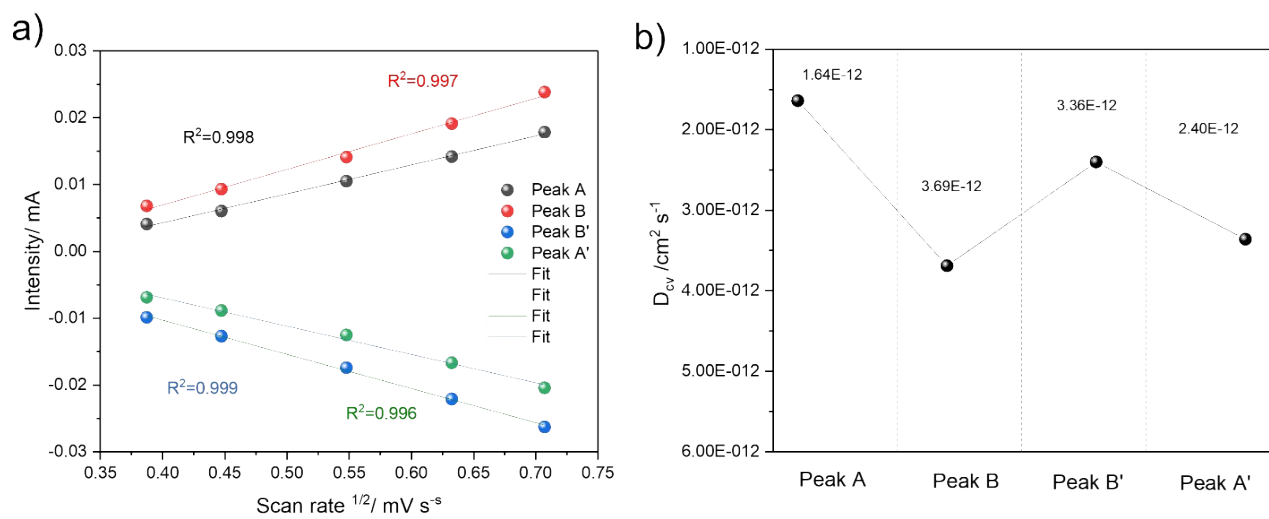 a)
0.03
0.02
0.01
0.00
-0.01
-0.02
-0.03
Intensity/ mA
R²=0.997
R²=0.998
Peak A
Peak B
Peak B'
Peak A'
Fit
Fit
Fit
Fit
R²=0.999
R²=0.996
0.35
0.40
0.45
0.50
0.55
0.60
0.65
0.70
0.75
Scan rate ^1/2/ mV s^-s
b)
1.00E-012
2.00E-012
3.00E-012
4.00E-012
5.00E-012
6.00E-012
D_cv /cm² s⁻¹
1.64E-12
3.69E-12
3.36E-12
2.40E-12
Peak A
Peak B
Peak B'
Peak A'